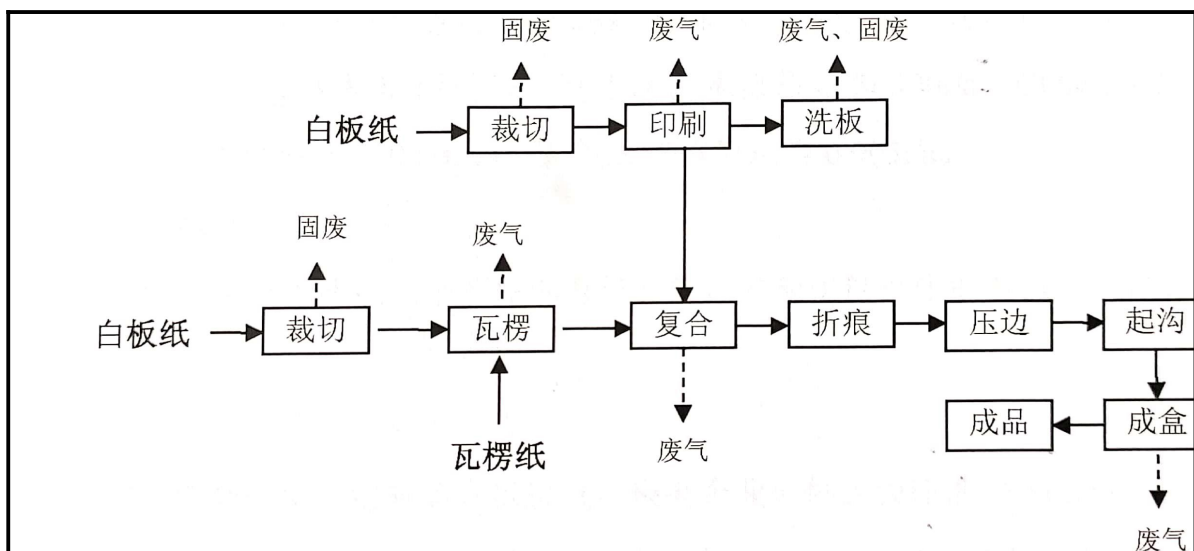 固废 废气 废气、固废
白板纸 裁切 印刷 洗板
固废 废气
白板纸 裁切 瓦楞 复合 折痕 压边 起沟
成品 成盒
瓦楞纸 废气
废气